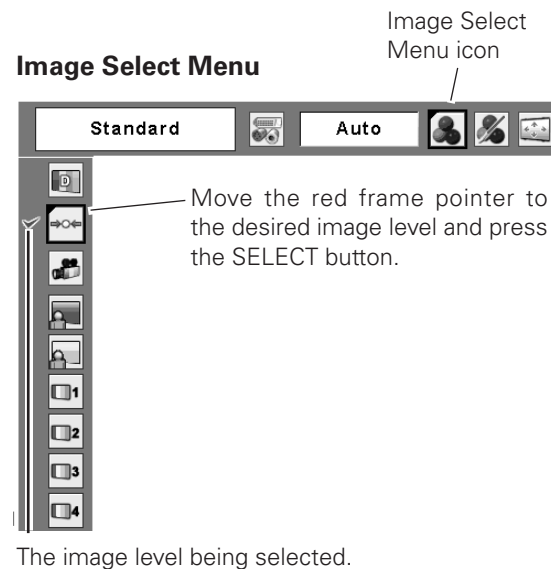 Image Select
Menu icon
Image Select Menu
Standard
Auto
D
Move the red frame pointer to
the desired image level and press
the SELECT button.
1
2
3
4
The image level being selected.